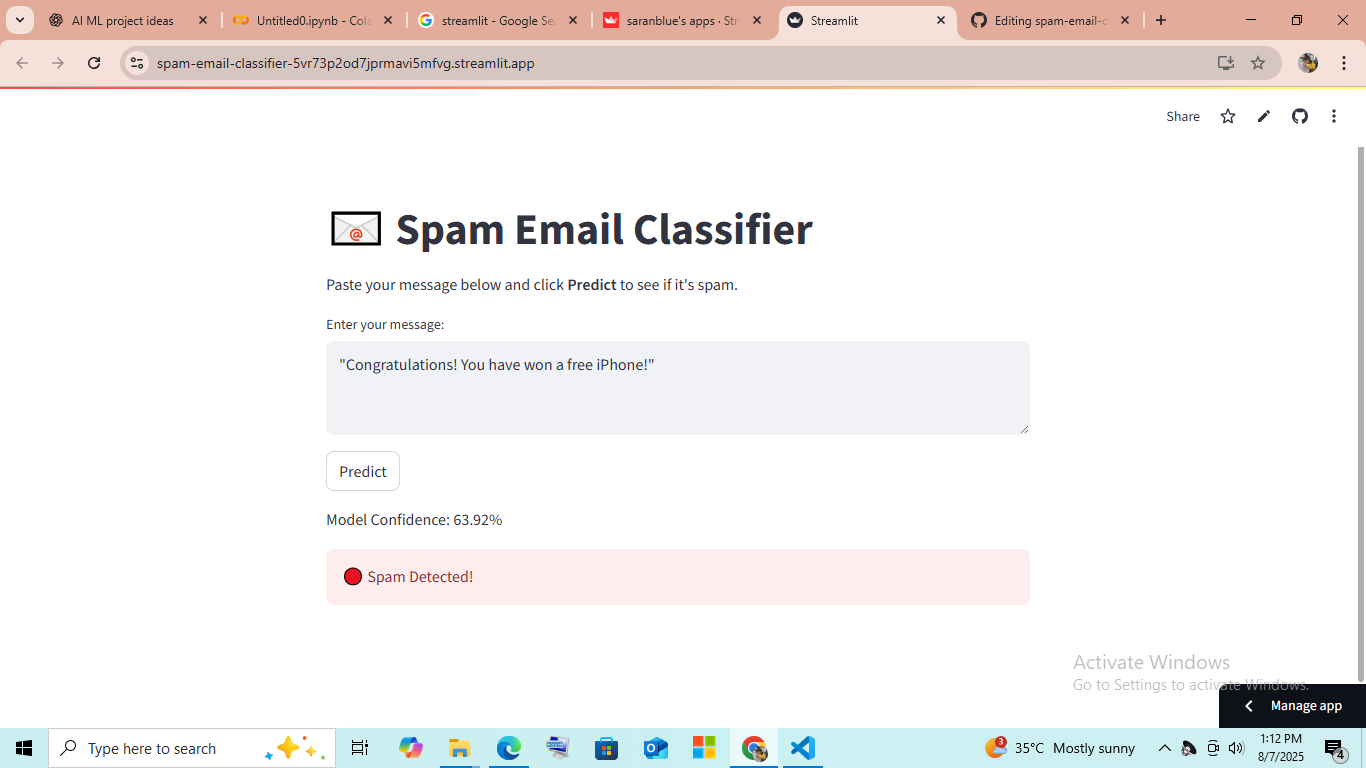 AI ML project ideas
Untitled0.ipynb - Cola
streamlit - Google Sea
saranblue's apps · Str
Streamlit
Editing spam-email-c
spam-email-classifier-5vr73p2od7jprmavi5mfvg.streamlit.app
Share
Spam Email Classifier
Paste your message below and click Predict to see if it's spam.
Enter your message:
"Congratulations! You have won a free iPhone!"
Predict
Model Confidence: 63.92%
Spam Detected!
Activate Windows
Go to Settings to activate Windows.
Manage app
Type here to search
3
35°C Mostly sunny
1:12 PM
8/7/2025
4